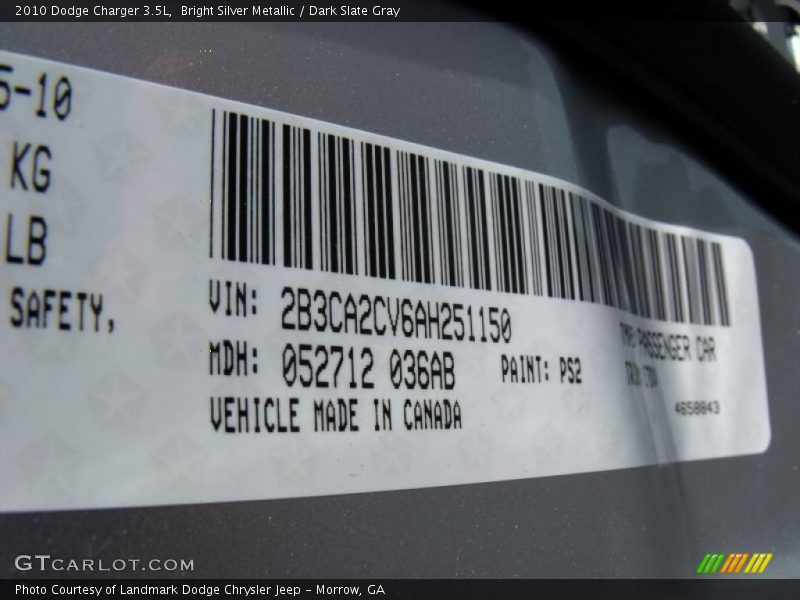 2010 Dodge Charger 3.5L,  Bright Silver Metallic / Dark Slate Gray
5-10
KG
LB
SAFETY,
VIN: 2B3CA2CV6AH251150
MDH: 052712 036AB
PAINT: PS2
VEHICLE MADE IN CANADA
PASSENGER CAR
4658843
GTCARLOT.COM
Photo Courtesy of Landmark Dodge Chrysler Jeep - Morrow, GA